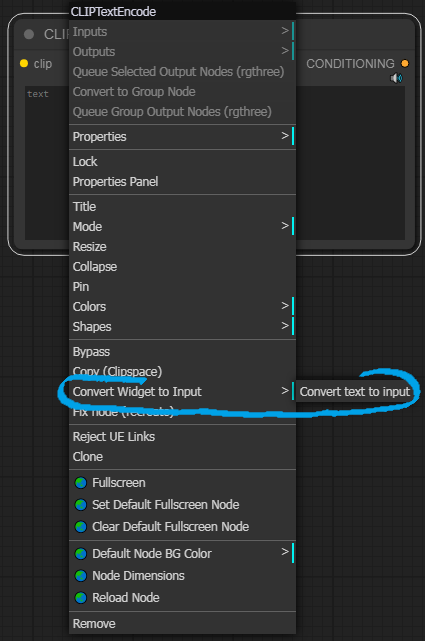 CLIPTextEncode
CLI
Inputs >
clip
Outputs >
CONDITIONING
Queue Selected Output Nodes (rgthree)
text
Convert to Group Node
Queue Group Output Nodes (rgthree)
Properties >
Lock
Properties Panel
Title
Mode >
Resize
Collapse
Pin
Colors >
Shapes >
Bypass
Copy (Clipspace)
Convert Widget to Input > Convert text to input
Fix node (recreate)
Reject UE Links
Clone
Fullscreen
Set Default Fullscreen Node
Clear Default Fullscreen Node
Default Node BG Color >
Node Dimensions
Reload Node
Remove